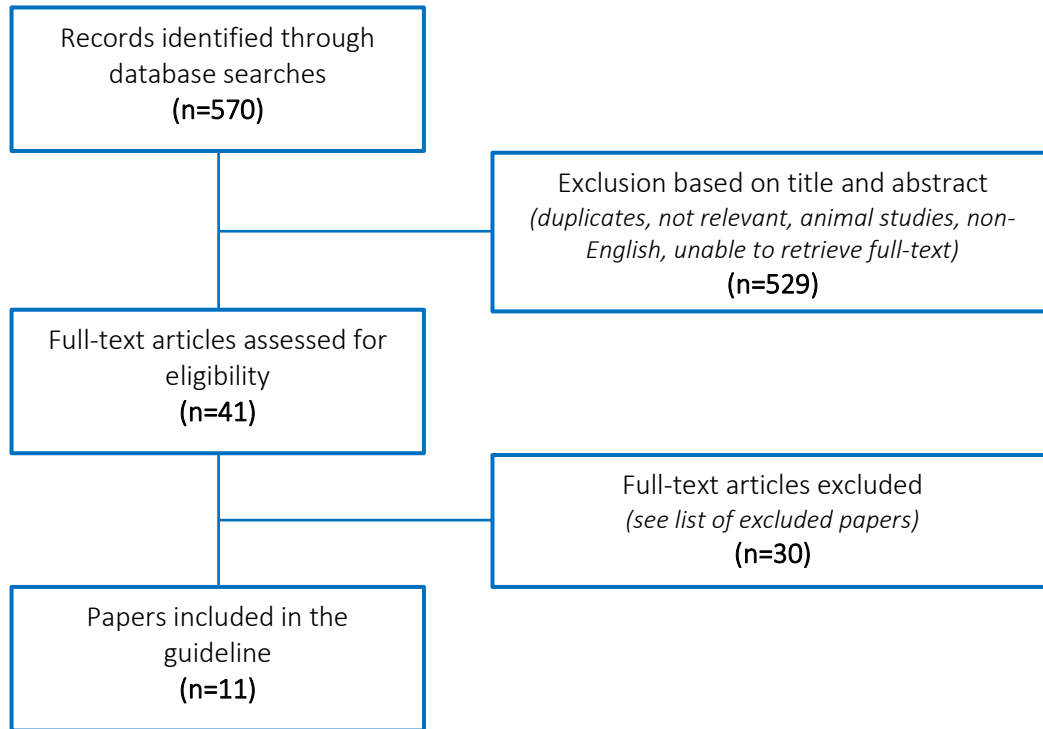 Records identified through
database searches
(n=570)
Exclusion based on title and abstract
(duplicates, not relevant, animal studies, non-
English, unable to retrieve full-text)
(n=529)
Full-text articles assessed for
eligibility
(n=41)
Full-text articles excluded
(see list of excluded papers)
(n=30)
Papers included in the
guideline
(n=11)